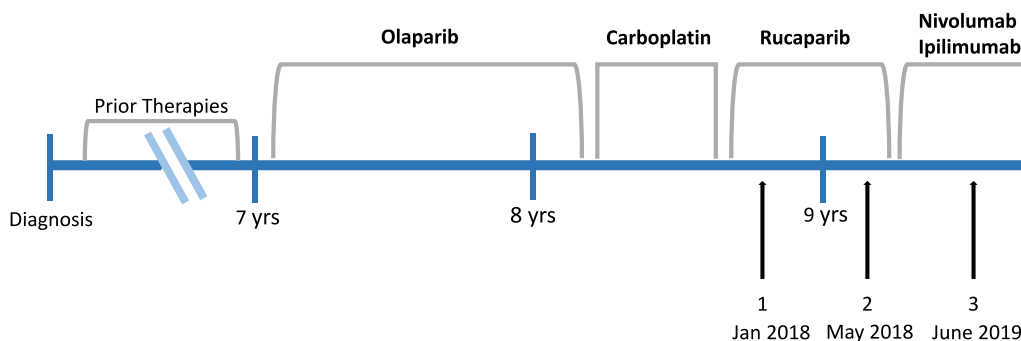 Olaparib
Carboplatin
Rucaparib
Nivolumab
Ipilimumab
Prior Therapies
Diagnosis
7 yrs
8 yrs
9 yrs
1
Jan 2018
2
May 2018
3
June 2019